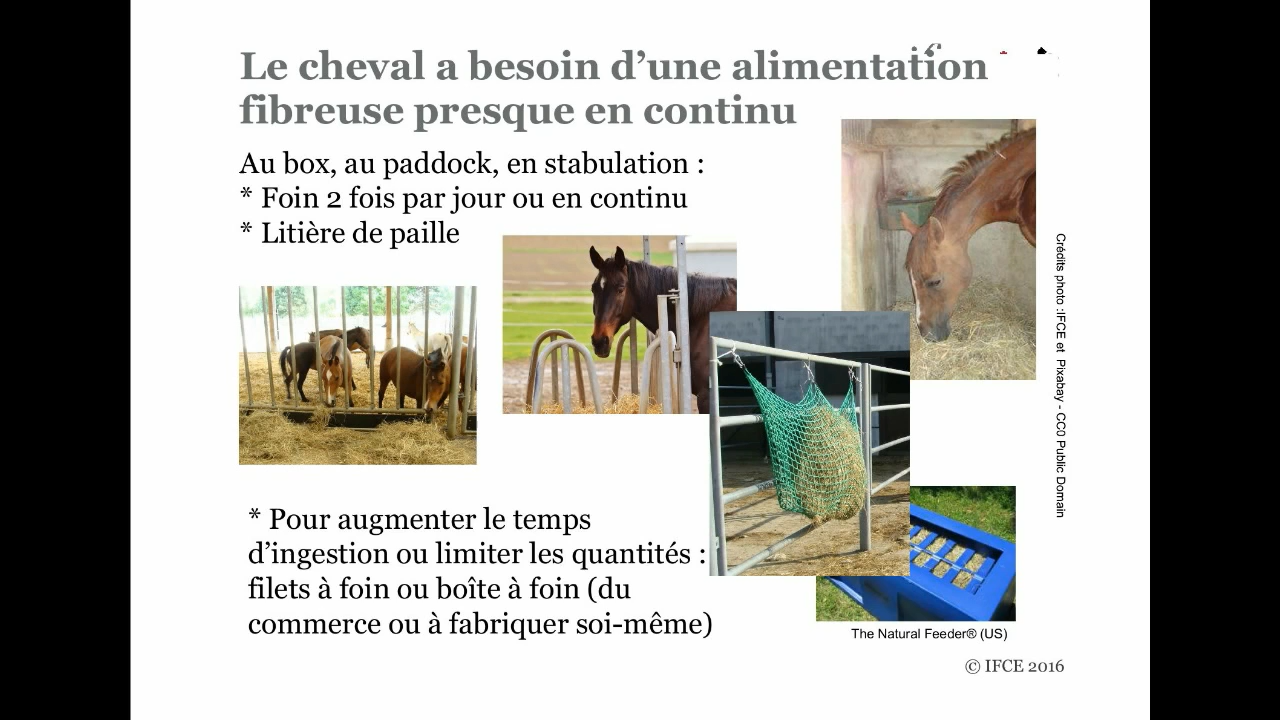 Le cheval a besoin d’une alimentation
fibreuse presque en continu
Au box, au paddock, en stabulation :
* Foin 2 fois par jour ou en continu
* Litière de paille
Crédits photo :IFCE et Pixabay - CC0 Public Domain
* Pour augmenter le temps
d’ingestion ou limiter les quantités :
filets à foin ou boîte à foin (du
commerce ou à fabriquer soi-même)
The Natural Feeder® (US)
© IFCE 2016